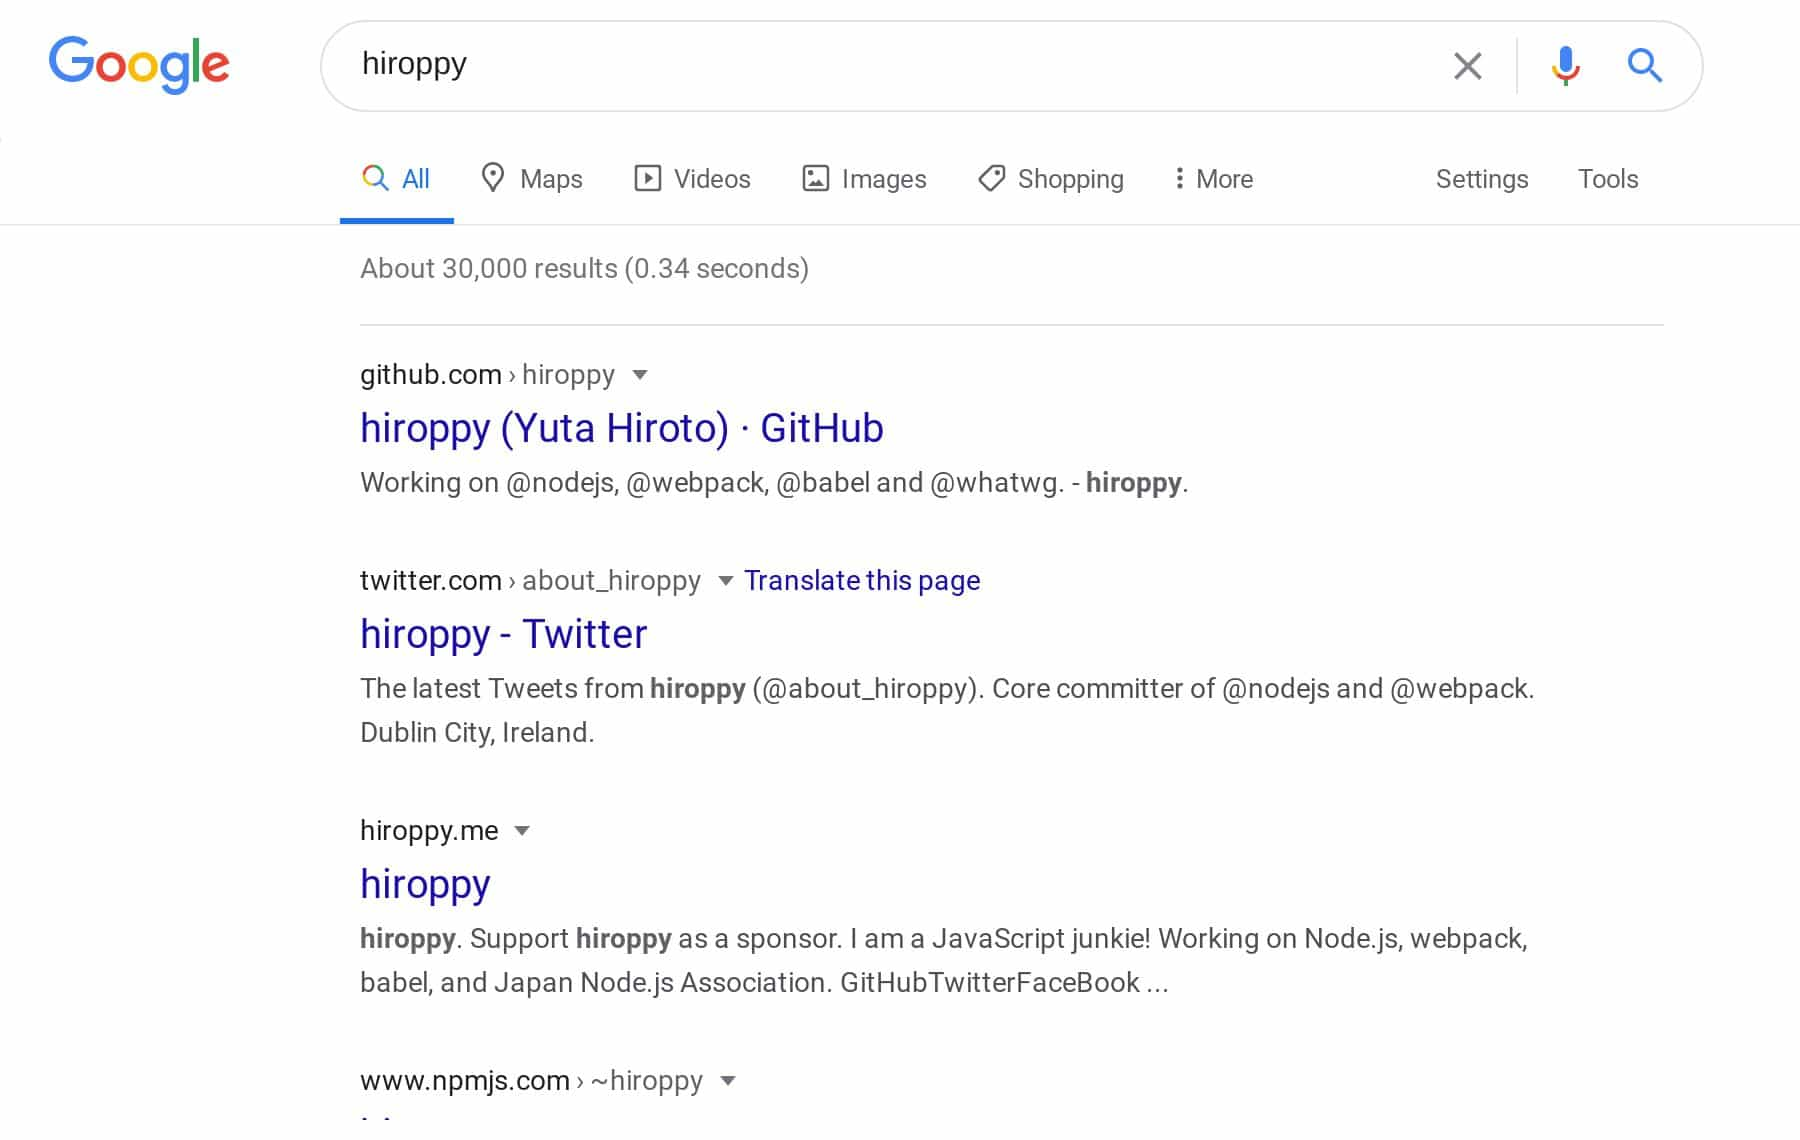 Google
hiroppy
All Maps Videos Images Shopping More Settings Tools
About 30,000 results (0.34 seconds)
github.com › hiroppy
hiroppy (Yuta Hiroto) · GitHub
Working on @nodejs, @webpack, @babel and @whatwg. - hiroppy.
twitter.com › about_hiroppy Translate this page
hiroppy - Twitter
The latest Tweets from hiroppy (@about_hiroppy). Core committer of @nodejs and @webpack.
Dublin City, Ireland.
hiroppy.me
hiroppy
hiroppy. Support hiroppy as a sponsor. I am a JavaScript junkie! Working on Node.js, webpack,
babel, and Japan Node.js Association. GitHubTwitterFaceBook ...
www.npmjs.com › ~hiroppy